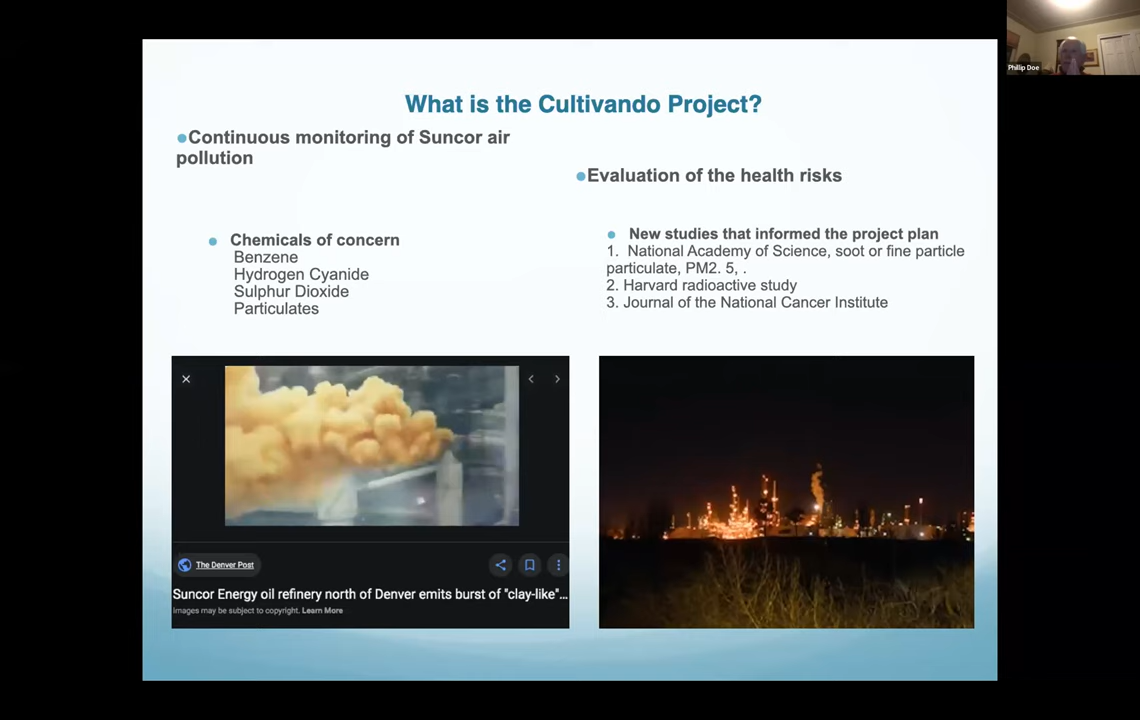 Phillip Doe
What is the Cultivando Project?
●Continuous monitoring of Suncor air
pollution
● Chemicals of concern
Benzene
Hydrogen Cyanide
Sulphur Dioxide
Particulates
●Evaluation of the health risks
● New studies that informed the project plan
1. National Academy of Science, soot or fine particle
particulate, PM2. 5, .
2. Harvard radioactive study
3. Journal of the National Cancer Institute
The Denver Post
Suncor Energy oil refinery north of Denver emits burst of "clay-like"...
Images may be subject to copyright. Learn More